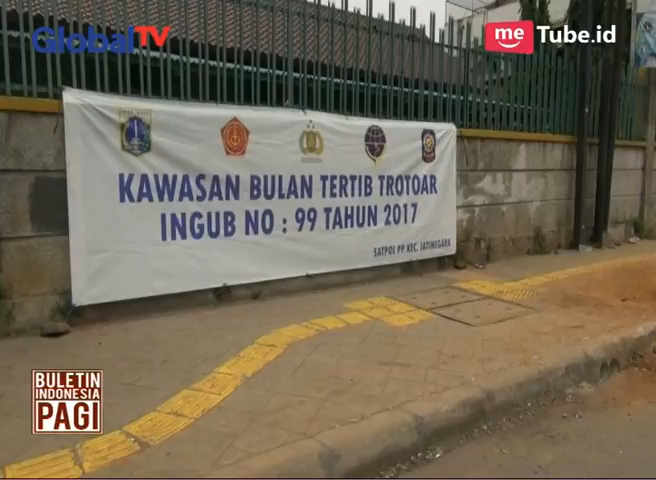 GlobalTV
me Tube.id
KAWASAN BULAN TERTIB TROTOAR
INGUB NO : 99 TAHUN 2017
SATPOL PP KEC. JATINEGARA
BULETIN
INDONESIA
PAGI